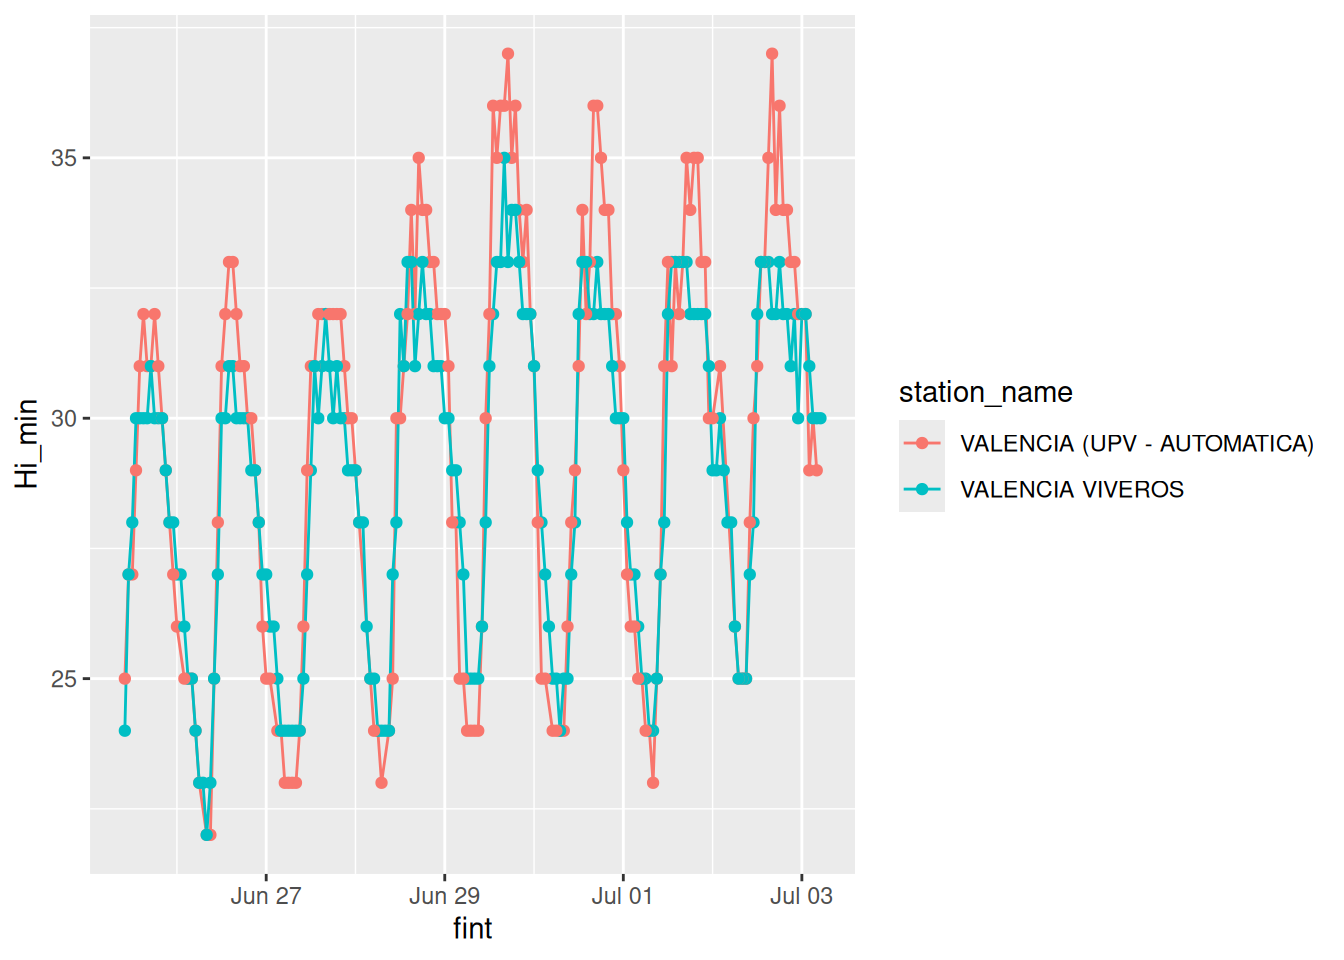 35
30
25
Hi_min
Jun 27
Jun 29
Jul 01
Jul 03
fint
station_name
VALENCIA (UPV - AUTOMATICA)
VALENCIA VIVEROS